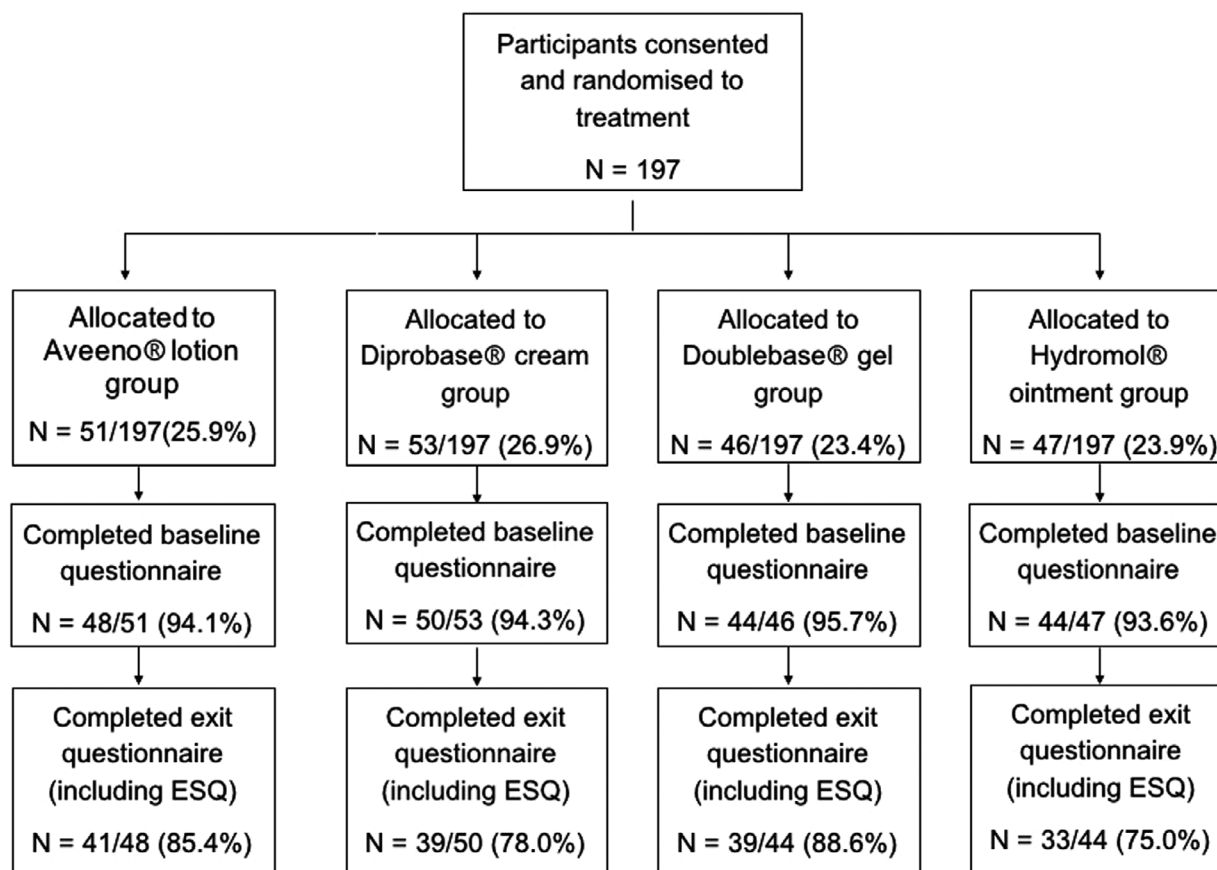 Participants consented
and randomised to
treatment
N = 197
Allocated to
Aveeno® lotion
group
N = 51/197(25.9%)
Allocated to
Diprobase® cream
group
N = 53/197 (26.9%)
Allocated to
Doublebase® gel
group
N = 46/197 (23.4%)
Allocated to
Hydromol®
ointment group
N = 47/197 (23.9%)
Completed baseline
questionnaire
N = 48/51 (94.1%)
Completed baseline
questionnaire
N = 50/53 (94.3%)
Completed baseline
questionnaire
N = 44/46 (95.7%)
Completed baseline
questionnaire
N = 44/47 (93.6%)
Completed exit
questionnaire
(including ESQ)
N = 41/48 (85.4%)
Completed exit
questionnaire
(including ESQ)
N = 39/50 (78.0%)
Completed exit
questionnaire
(including ESQ)
N = 39/44 (88.6%)
Completed exit
questionnaire
(including ESQ)
N = 33/44 (75.0%)